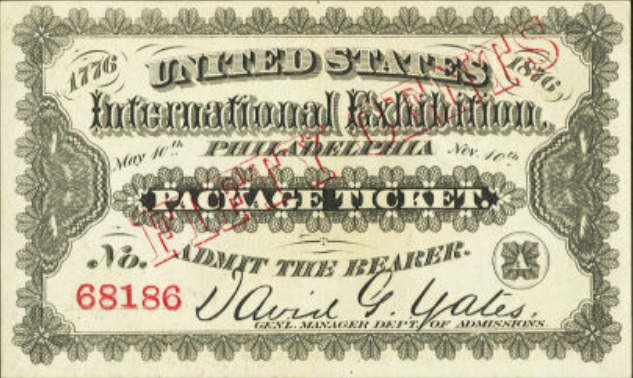 1776 UNITED STATES 1876
International Exhibition.
May 10th PHILADELPHIA Nov. 10th
PACKAGE TICKET.
FIFTY CENTS
No. ADMIT THE BEARER. A
68186 David G. Yates,
GENL. MANAGER DEPT. OF ADMISSIONS.